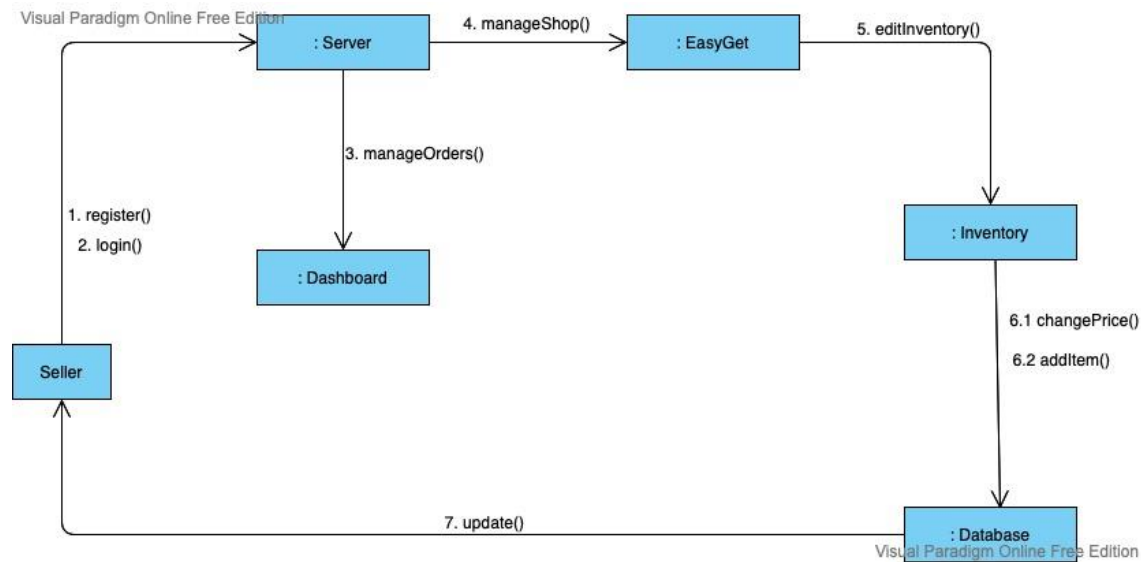 Visual Paradigm Online Free Edition
: Server
4. manageShop()
: EasyGet
5. editInventory()
3. manageOrders()
1. register()
2. login()
: Inventory
: Dashboard
6.1 changePrice()
6.2 addItem()
Seller
7. update()
: Database
Visual Paradigm Online Free Edition